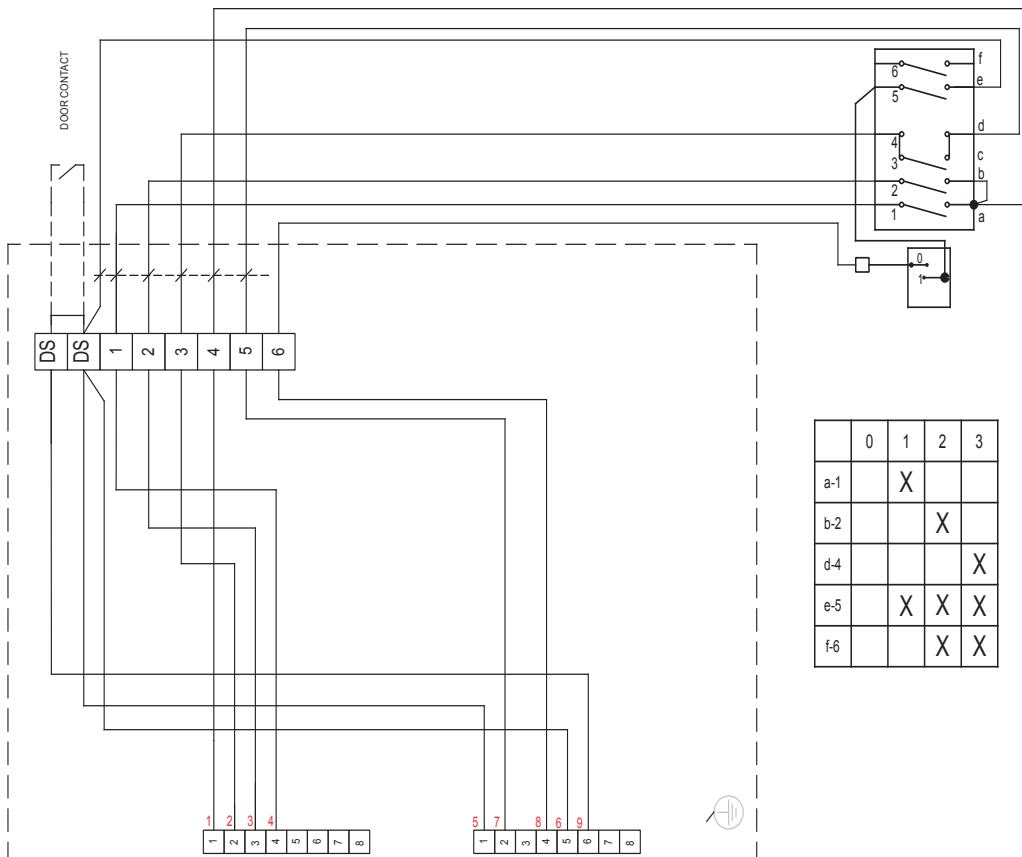 DOOR CONTACT
f
6
e
5
d
4
c
3
b
2
1
a
0
1
DS DS 1 2 3 4 5 6
0 1 2 3
a-1 X
b-2 X
d-4 X
e-5 X X X
f-6 X X
1 2 3 4
1 2 3 4 5 6 7 8
5 7 8 6 9
1 2 3 4 5 6 7 8